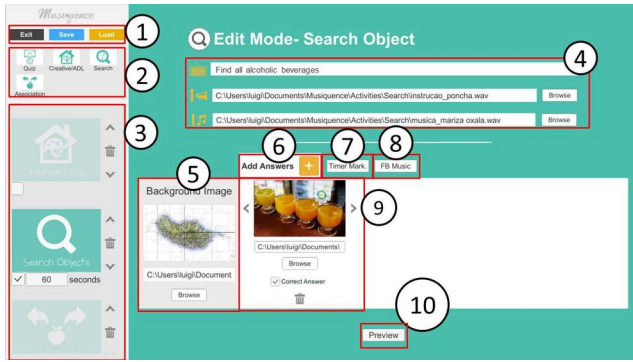 Musiquence
Exit Save Load
1
2
Quiz Creative/ADL Search
Association
3
Creative/ADL
Search Objects
60 seconds
Edit Mode- Search Object
4
Find all alcoholic beverages
C:\Users\luigi\Documents\Musiquence\Activities\Search\instrucao_poncha.wav Browse
C:\Users\luigi\Documents\Musiquence\Activities\Search\musica_mariza oxala.wav Browse
6 7 8
Add Answers + Timer Mark. FB Music
5
Background Image
C:\Users\luigi\Document
Browse
9
C:\Users\luigi\Documents\
Browse
Correct Answer
10
Preview